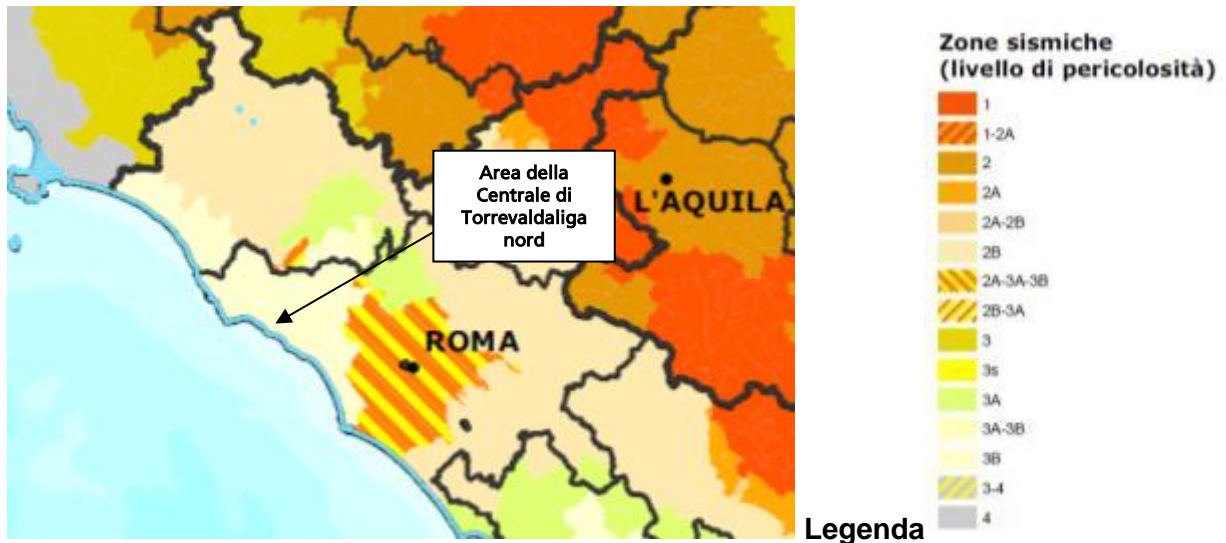 Area della
Centrale di
Torrevaldaliga
nord
L'AQUILA
ROMA
Zone sismiche
(livello di pericolosità)
1
1-2A
2
2A
2A-2B
2B
2A-3A-3B
2B-3A
3
3s
3A
3A-3B
3B
3-4
4
Legenda